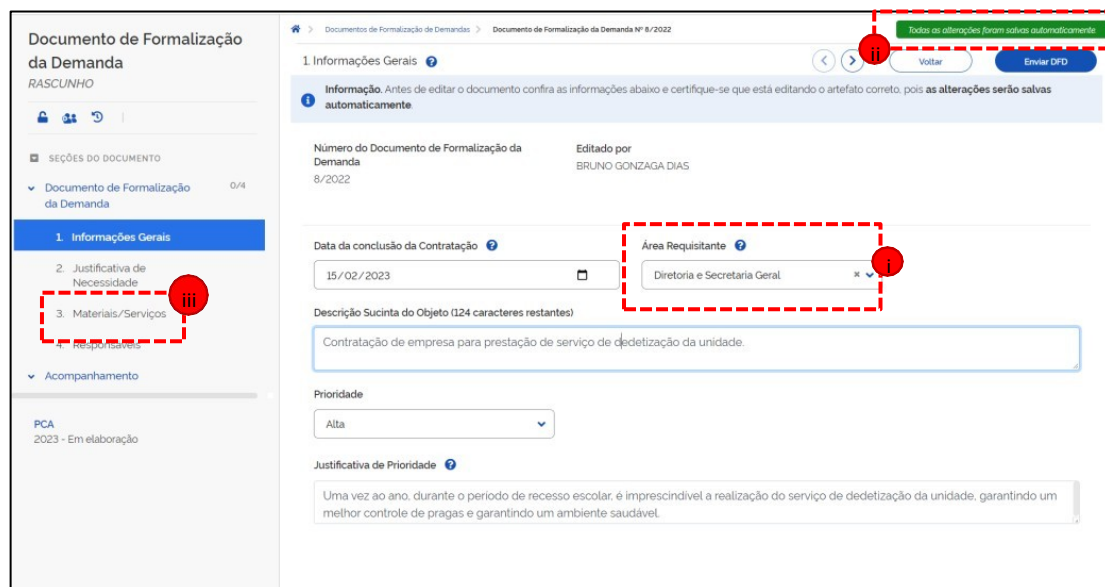 Documento de Formalização
da Demanda
RASCUNHO
SEÇÕES DO DOCUMENTO
Documento de Formalização 0/4
da Demanda
1. Informações Gerais
2. Justificativa de
Necessidade
iii
3. Materiais/Serviços
4. Responsáveis
Acompanhamento
PCA
2023 - Em elaboração
Documentos de Formalização de Demandas > Documento de Formalização da Demanda Nº 8/2022
Todas as alterações foram salvas automaticamente.
ii
1. Informações Gerais
Voltar
Enviar DFD
Informação. Antes de editar o documento confira as informações abaixo e certifique-se que está editando o artefato correto, pois as alterações serão salvas
automaticamente.
Número do Documento de Formalização da
Demanda
8/2022
Editado por
BRUNO GONZAGA DIAS
Data da conclusão da Contratação
15/02/2023
Área Requisitante
i
Diretoria e Secretaria Geral
Descrição Sucinta do Objeto (124 caracteres restantes)
Contratação de empresa para prestação de serviço de dedetização da unidade.
Prioridade
Alta
Justificativa de Prioridade
Uma vez ao ano, durante o periodo de recesso escolar, é imprescindível a realização do serviço de dedetização da unidade, garantindo um
melhor controle de pragas e garantindo um ambiente saudável.